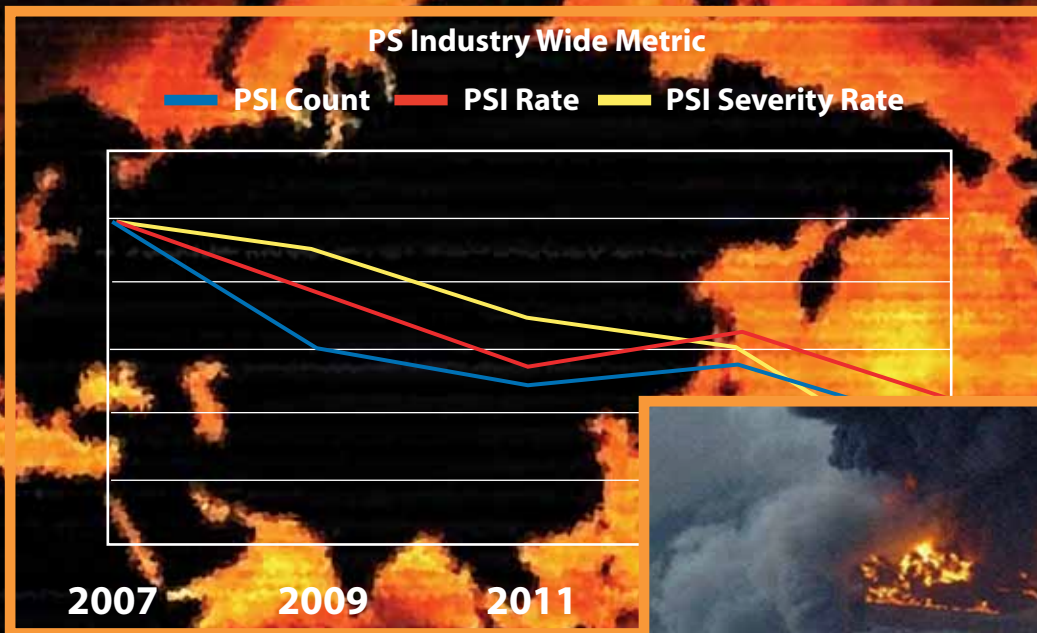 PS Industry Wide Metric
PSI Count PSI Rate PSI Severity Rate
2007 2009 2011